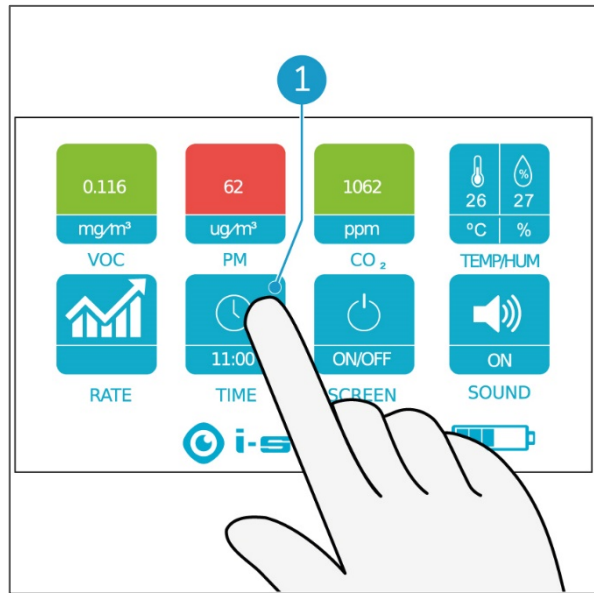 1
0.116 62 1062 % 26 27
mg/m³ ug/m³ ppm °C %
VOC PM CO₂ TEMP/HUM
11:00 ON/OFF ON
RATE TIME SCREEN SOUND